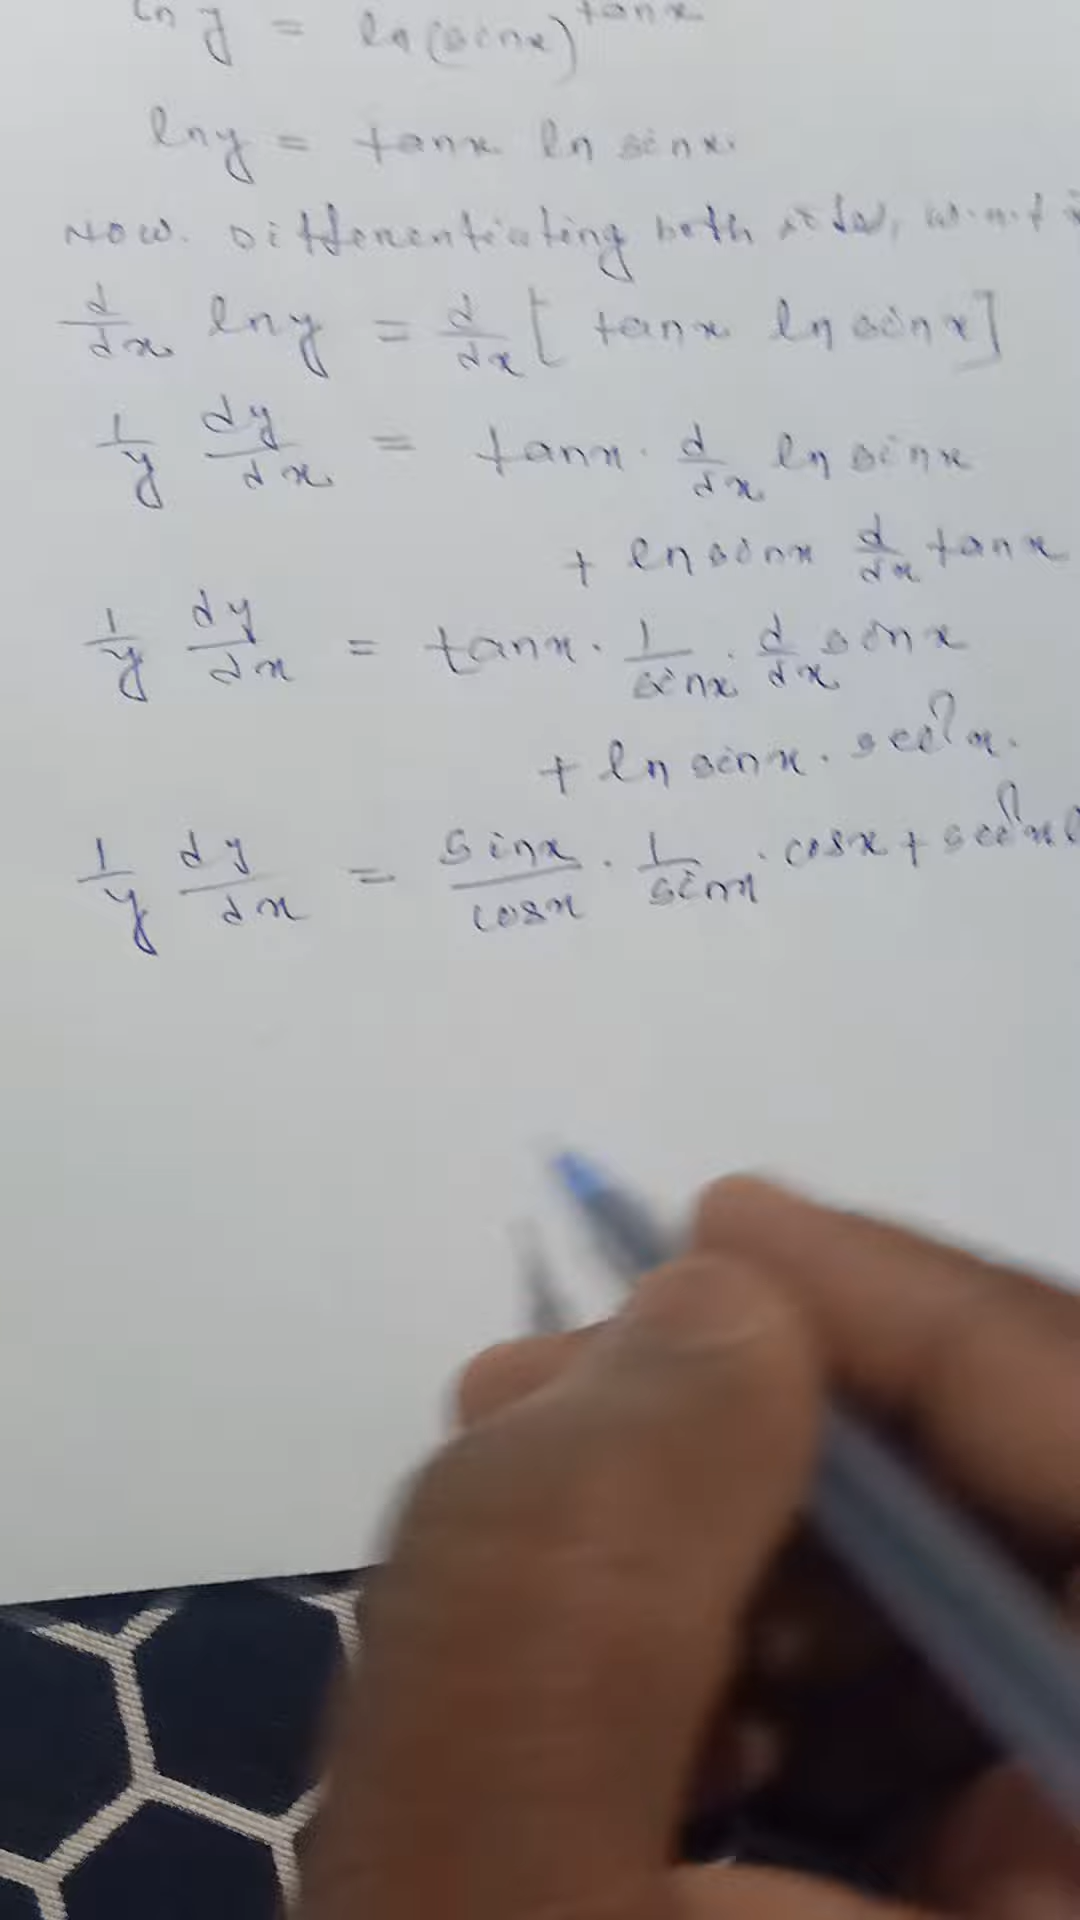 ln y = ln(sinx)^tanx
lny = tanx ln sinx.
Now. Differentiating both sides, w.r.t
d/dx lny = d/dx [ tanx ln sinx ]
1/y dy/dx = tanx . d/dx ln sinx
+ ln sinx d/dx tanx
1/y dy/dx = tanx . 1/sinx . d/dx sinx
+ ln sinx . sec²x.
1/y dy/dx = sinx/cosx . 1/sinx . cosx + sec²x